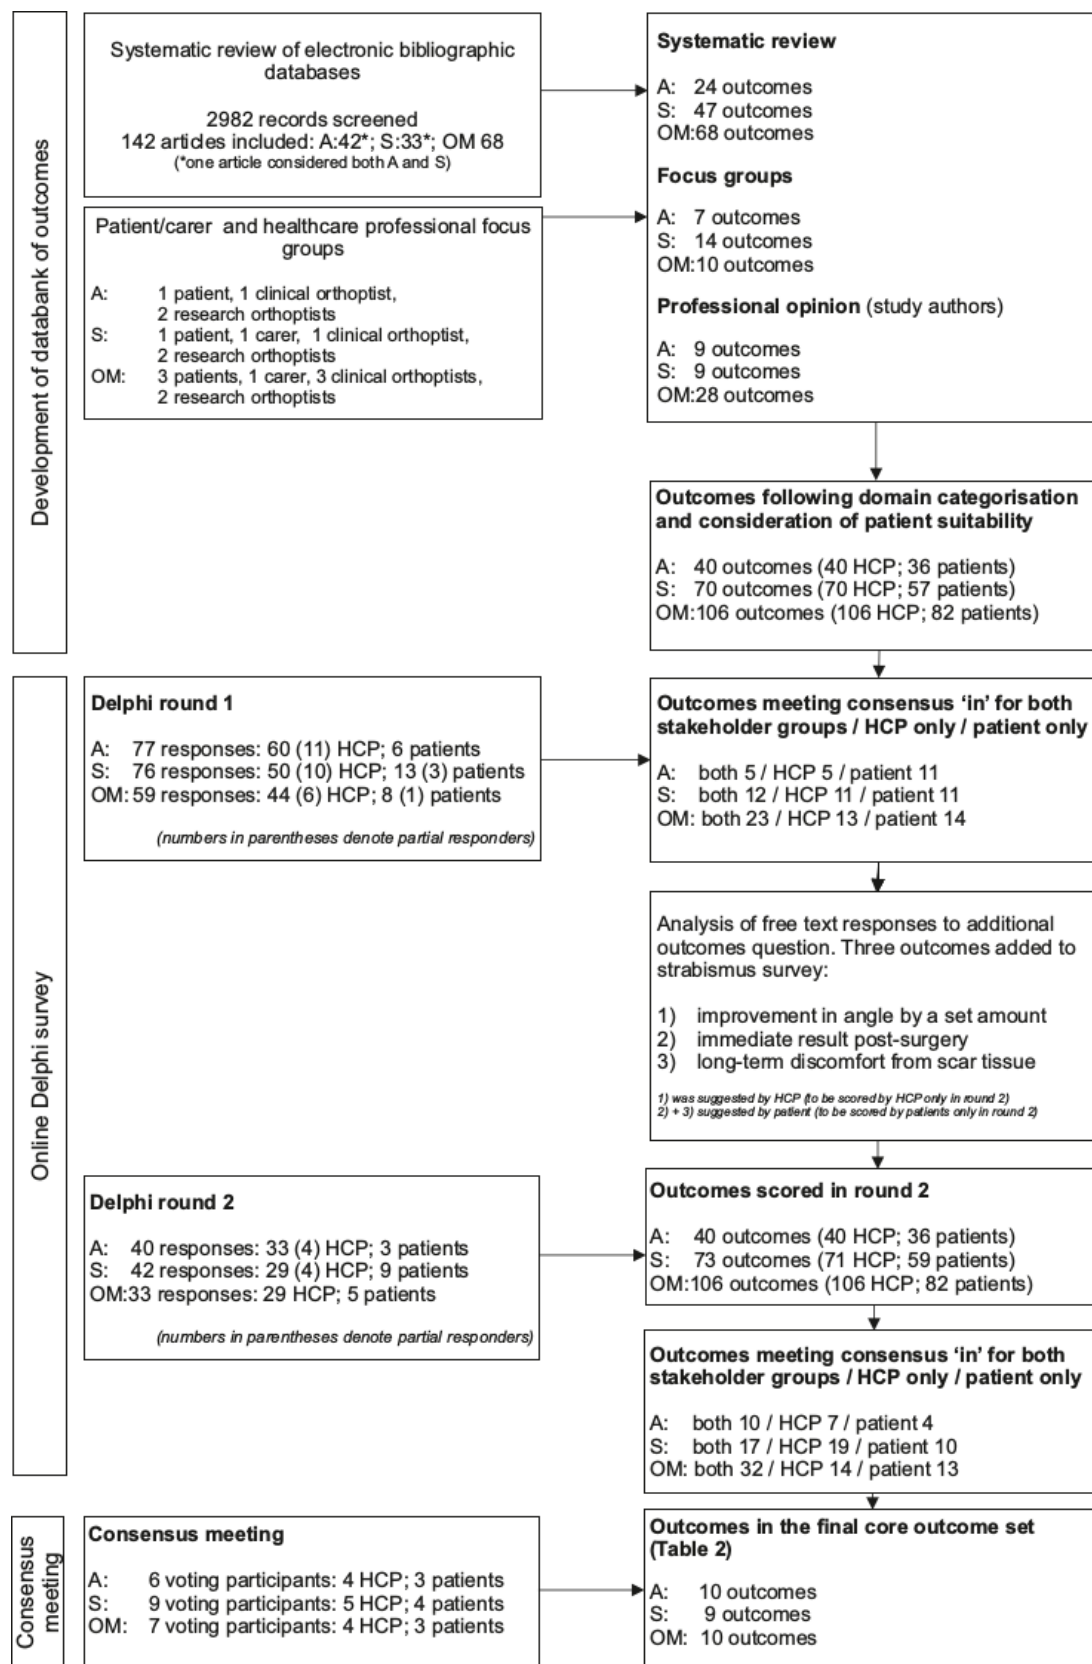 Development of databank of outcomes
Systematic review of electronic bibliographic
databases
2982 records screened
142 articles included: A:42*; S:33*; OM 68
(*one article considered both A and S)
Patient/carer and healthcare professional focus
groups
A: 1 patient, 1 clinical orthoptist,
2 research orthoptists
S: 1 patient, 1 carer, 1 clinical orthoptist,
2 research orthoptists
OM: 3 patients, 1 carer, 3 clinical orthoptists,
2 research orthoptists
Systematic review
A: 24 outcomes
S: 47 outcomes
OM:68 outcomes
Focus groups
A: 7 outcomes
S: 14 outcomes
OM:10 outcomes
Professional opinion (study authors)
A: 9 outcomes
S: 9 outcomes
OM:28 outcomes
Outcomes following domain categorisation
and consideration of patient suitability
A: 40 outcomes (40 HCP; 36 patients)
S: 70 outcomes (70 HCP; 57 patients)
OM:106 outcomes (106 HCP; 82 patients)
Online Delphi survey
Delphi round 1
A: 77 responses: 60 (11) HCP; 6 patients
S: 76 responses: 50 (10) HCP; 13 (3) patients
OM: 59 responses: 44 (6) HCP; 8 (1) patients
(numbers in parentheses denote partial responders)
Outcomes meeting consensus ‘in’ for both
stakeholder groups / HCP only / patient only
A: both 5 / HCP 5 / patient 11
S: both 12 / HCP 11 / patient 11
OM: both 23 / HCP 13 / patient 14
Analysis of free text responses to additional
outcomes question. Three outcomes added to
strabismus survey:
1) improvement in angle by a set amount
2) immediate result post-surgery
3) long-term discomfort from scar tissue
1) was suggested by HCP (to be scored by HCP only in round 2)
2) + 3) suggested by patient (to be scored by patients only in round 2)
Delphi round 2
A: 40 responses: 33 (4) HCP; 3 patients
S: 42 responses: 29 (4) HCP; 9 patients
OM:33 responses: 29 HCP; 5 patients
(numbers in parentheses denote partial responders)
Outcomes scored in round 2
A: 40 outcomes (40 HCP; 36 patients)
S: 73 outcomes (71 HCP; 59 patients)
OM:106 outcomes (106 HCP; 82 patients)
Outcomes meeting consensus ‘in’ for both
stakeholder groups / HCP only / patient only
A: both 10 / HCP 7 / patient 4
S: both 17 / HCP 19 / patient 10
OM: both 32 / HCP 14 / patient 13
Consensus
meeting
Consensus meeting
A: 6 voting participants: 4 HCP; 3 patients
S: 9 voting participants: 5 HCP; 4 patients
OM: 7 voting participants: 4 HCP; 3 patients
Outcomes in the final core outcome set
(Table 2)
A: 10 outcomes
S: 9 outcomes
OM: 10 outcomes